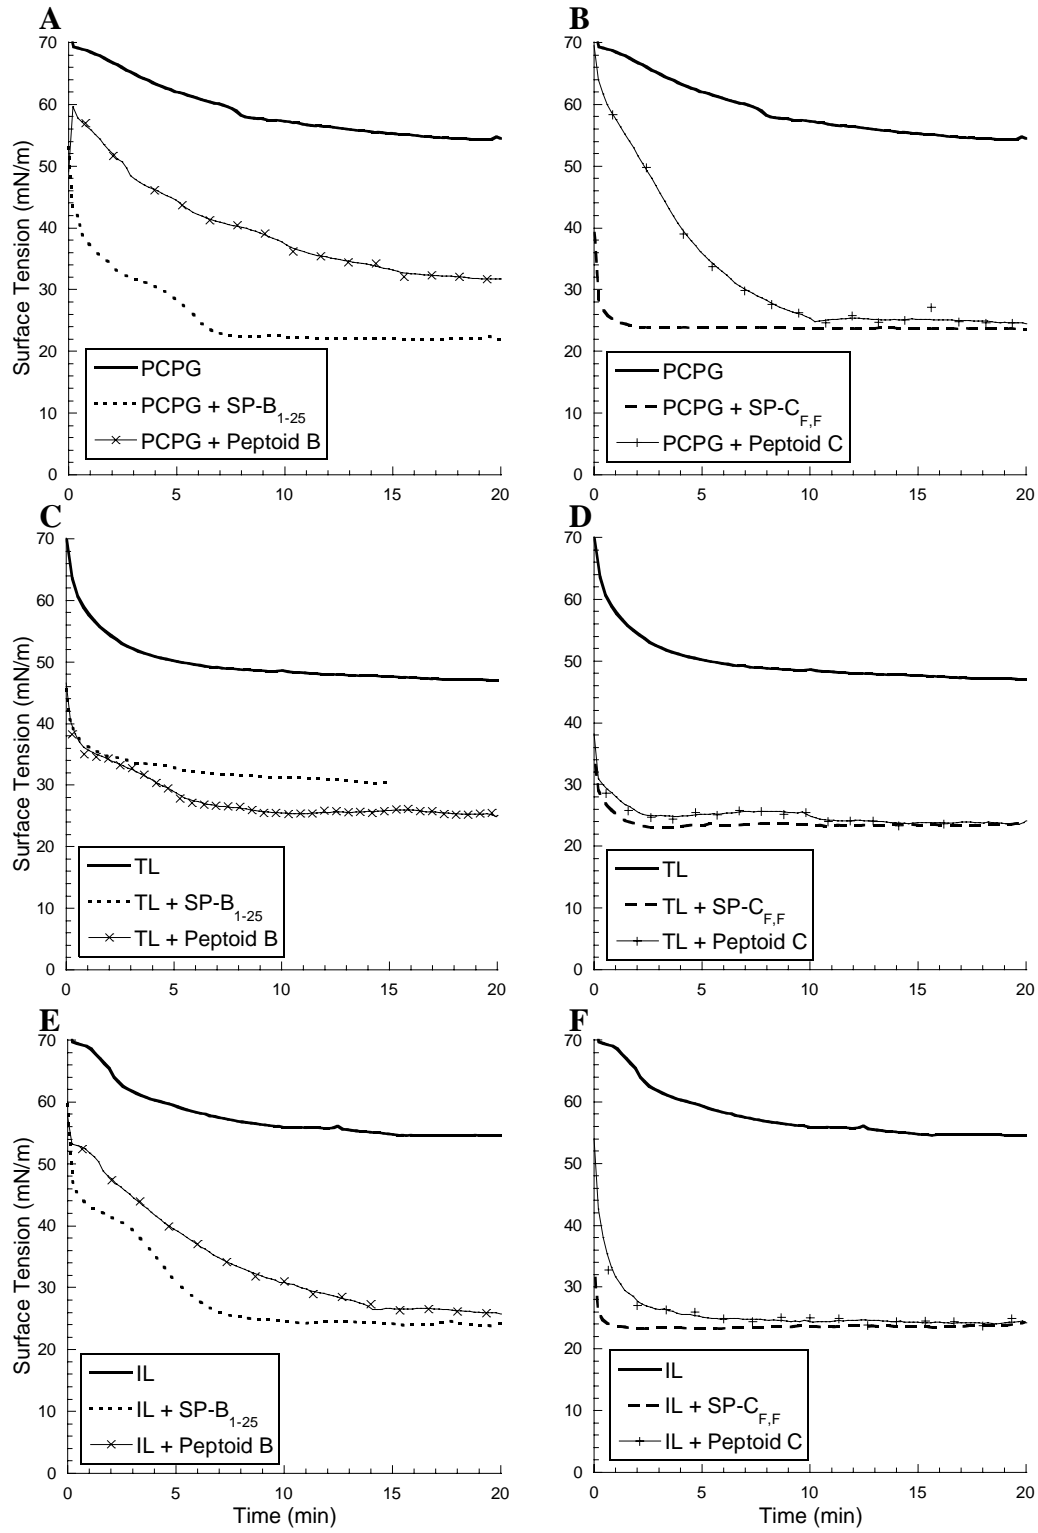 A
Surface Tension (mN/m)
70
60
50
40
30
20
10
0
PCPG
PCPG + SP-B1-25
PCPG + Peptoid B
0 5 10 15 20
B
70
60
50
40
30
20
10
0
PCPG
PCPG + SP-CF,F
PCPG + Peptoid C
0 5 10 15 20
C
Surface Tension (mN/m)
70
60
50
40
30
20
10
0
TL
TL + SP-B1-25
TL + Peptoid B
0 5 10 15 20
D
70
60
50
40
30
20
10
0
TL
TL + SP-CF,F
TL + Peptoid C
0 5 10 15 20
E
Surface Tension (mN/m)
70
60
50
40
30
20
10
0
IL
IL + SP-B1-25
IL + Peptoid B
0 5 10 15 20
Time (min)
F
70
60
50
40
30
20
10
0
IL
IL + SP-CF,F
IL + Peptoid C
0 5 10 15 20
Time (min)